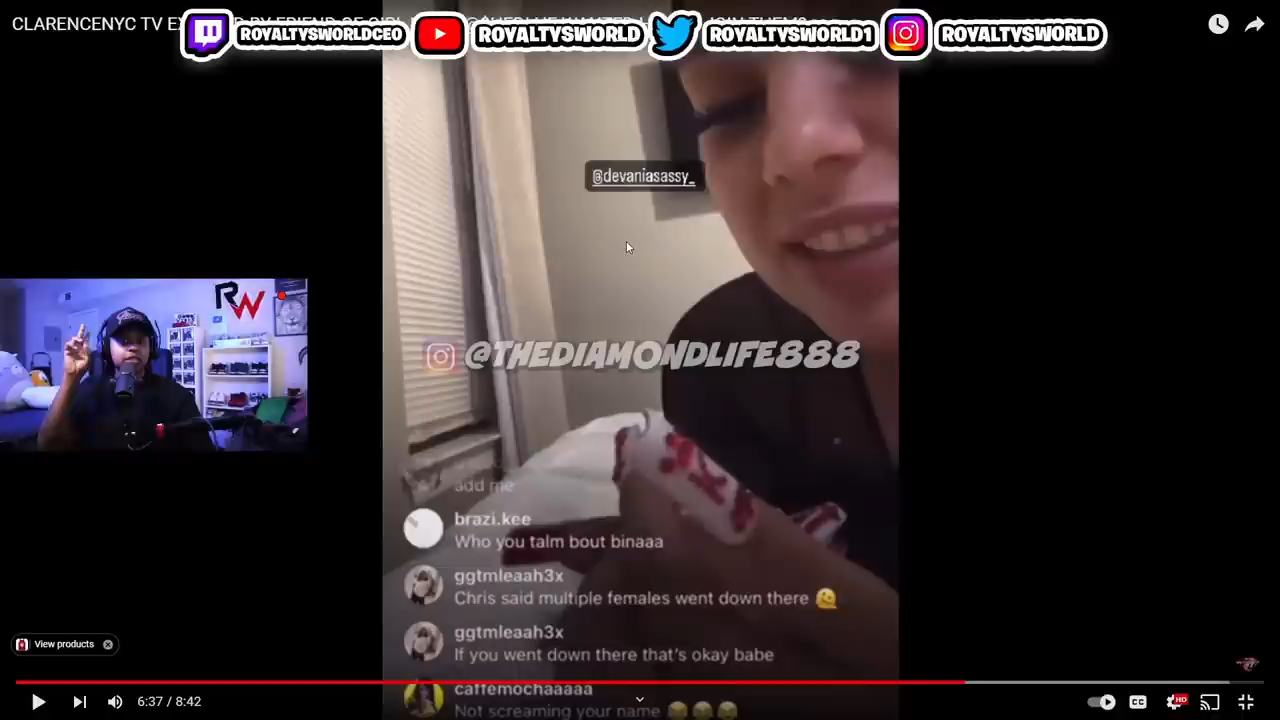 CLARENCENYC TV
ROYALTYSWORLDCEO
ROYALTYSWORLD
ROYALTYSWORLD1
ROYALTYSWORLD
@devaniasassy_
RW
@THEDIAMONDLIFE888
add me
brazi.kee
Who you talm bout binaaa
ggtmleaah3x
Chris said multiple females went down there 🫠
ggtmleaah3x
If you went down there that's okay babe
View products
caffemochaaaaa
Not screaming your name 😂😂😂
6:37 / 8:42
CC
HD